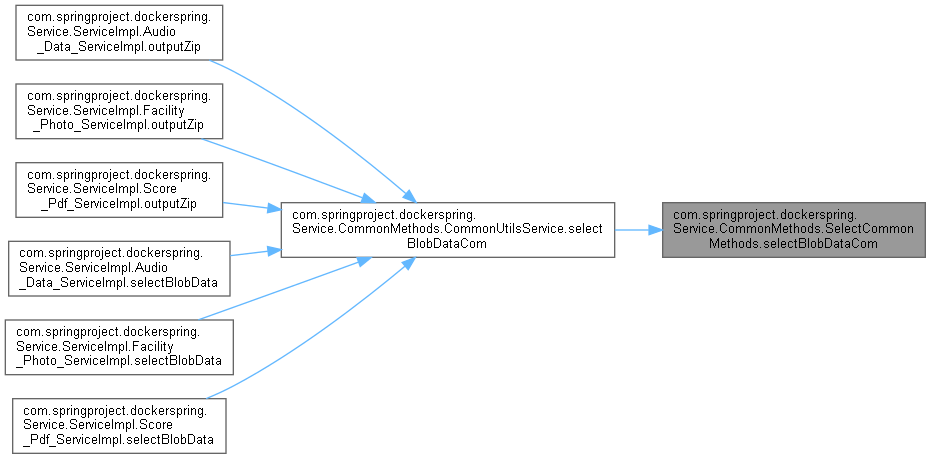 com.springproject.dockerspring.
Service.ServiceImpl.Audio
_Data_ServiceImpl.outputZip
com.springproject.dockerspring.
Service.ServiceImpl.Facility
_Photo_ServiceImpl.outputZip
com.springproject.dockerspring.
Service.ServiceImpl.Score
_Pdf_ServiceImpl.outputZip
com.springproject.dockerspring.
Service.ServiceImpl.Audio
_Data_ServiceImpl.selectBlobData
com.springproject.dockerspring.
Service.ServiceImpl.Facility
_Photo_ServiceImpl.selectBlobData
com.springproject.dockerspring.
Service.ServiceImpl.Score
_Pdf_ServiceImpl.selectBlobData
com.springproject.dockerspring.
Service.CommonMethods.CommonUtilsService.select
BlobDataCom
com.springproject.dockerspring.
Service.CommonMethods.SelectCommon
Methods.selectBlobDataCom